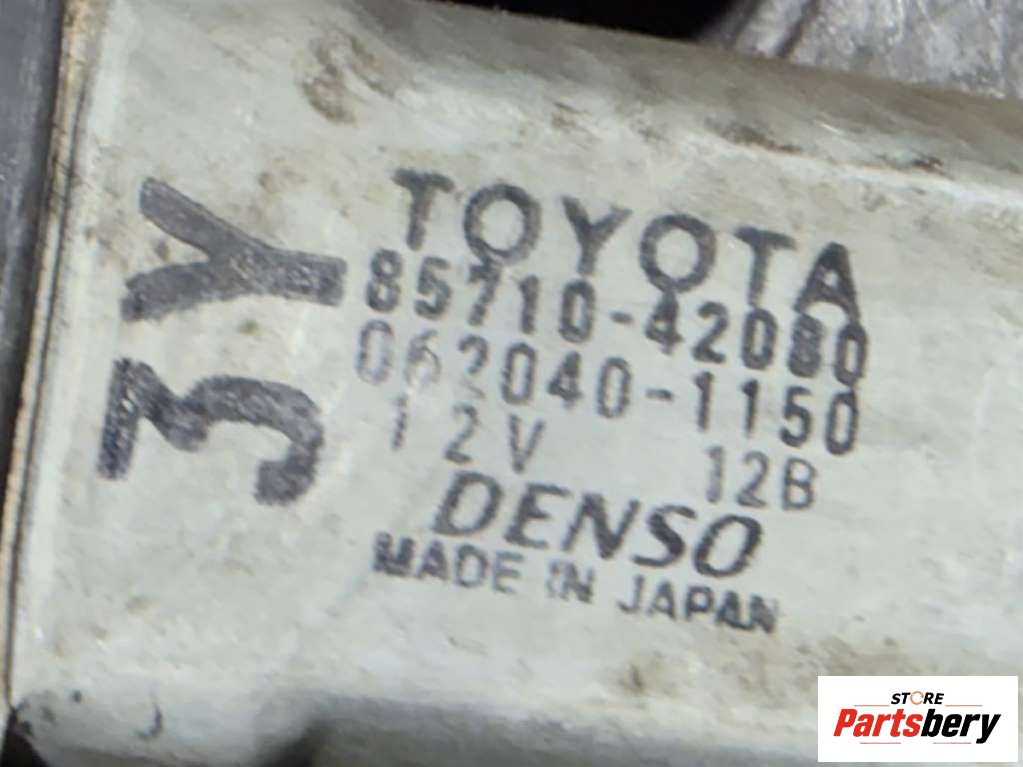 TOYOTA
85710-42080
062040-1150
12V 12B
DENSO
MADE IN JAPAN
3Y
STORE
Partsbery